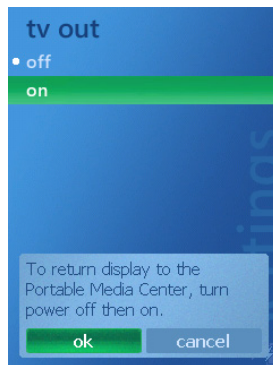 tv out
off
on
settings
To return display to the
Portable Media Center, turn
power off then on.
ok cancel